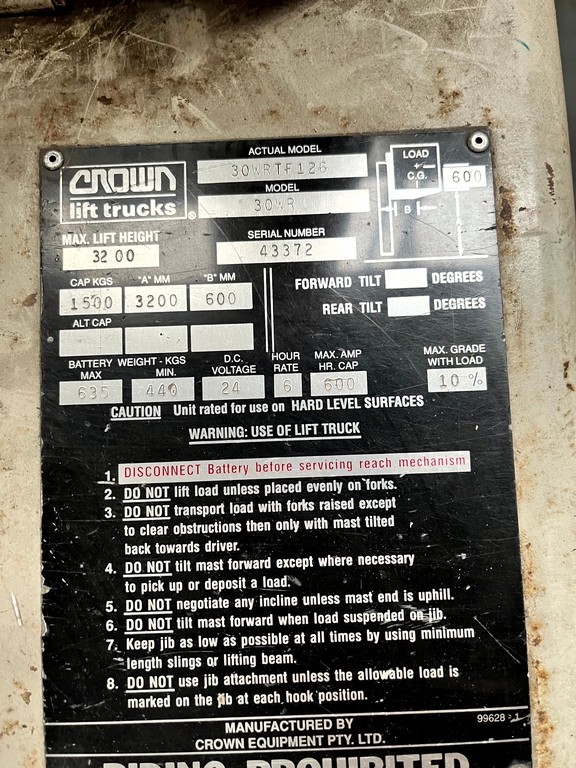 CROWN
lift trucks ®
ACTUAL MODEL
30WRTF126
MODEL
30WR
LOAD
C.G.
600
B
MAX. LIFT HEIGHT
3200
SERIAL NUMBER
43372
CAP KGS "A" MM "B" MM
1500 3200 600
ALT CAP
FORWARD TILT DEGREES
REAR TILT DEGREES
BATTERY WEIGHT - KGS D.C. HOUR MAX. AMP MAX. GRADE
MAX MIN. VOLTAGE RATE HR. CAP WITH LOAD
635 440 24 6 600 10 %
CAUTION Unit rated for use on HARD LEVEL SURFACES
WARNING: USE OF LIFT TRUCK
1. DISCONNECT Battery before servicing reach mechanism
2. DO NOT lift load unless placed evenly on forks.
3. DO NOT transport load with forks raised except
to clear obstructions then only with mast tilted
back towards driver.
4. DO NOT tilt mast forward except where necessary
to pick up or deposit a load.
5. DO NOT negotiate any incline unless mast end is uphill.
6. DO NOT tilt mast forward when load suspended on jib.
7. Keep jib as low as possible at all times by using minimum
length slings or lifting beam.
8. DO NOT use jib attachment unless the allowable load is
marked on the jib at each hook position.
MANUFACTURED BY
CROWN EQUIPMENT PTY. LTD.
99628-1
RIDING PROHIBITED